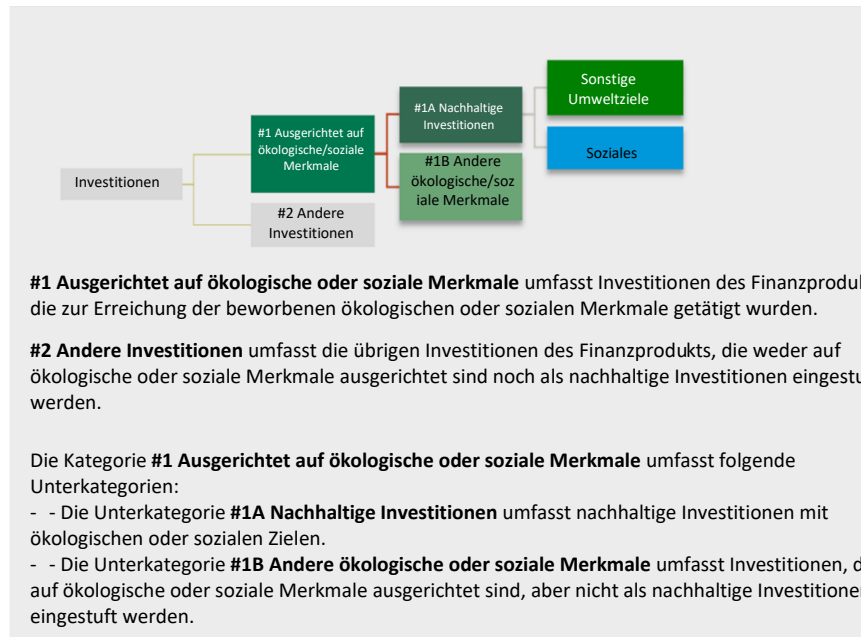 Sonstige
Umweltziele
#1A Nachhaltige
Investitionen
#1 Ausgerichtet auf
ökologische/soziale
Merkmale
Soziales
#1B Andere
ökologische/soz
iale Merkmale
Investitionen
#2 Andere
Investitionen
#1 Ausgerichtet auf ökologische oder soziale Merkmale umfasst Investitionen des
die zur Erreichung der beworbenen ökologischen oder sozialen Merkmale getätigt wurden.
#2 Andere Investitionen umfasst die übrigen Investitionen des Finanzprodukts, die weder auf
ökologische oder soziale Merkmale ausgerichtet sind noch als nachhaltige Investitionen
werden.
Die Kategorie #1 Ausgerichtet auf ökologische oder soziale Merkmale umfasst folgende
Unterkategorien:
- - Die Unterkategorie #1A Nachhaltige Investitionen umfasst nachhaltige Investitionen mit
ökologischen oder sozialen Zielen.
- - Die Unterkategorie #1B Andere ökologische oder soziale Merkmale umfasst Investitionen,
auf ökologische oder soziale Merkmale ausgerichtet sind, aber nicht als nachhaltige
eingestuft werden.